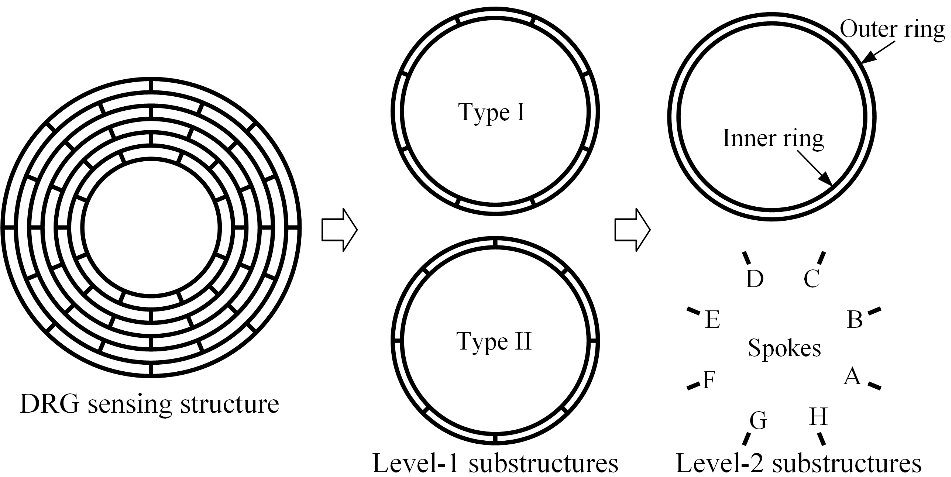 Outer ring
Type I
Inner ring
D C
E B
Spokes
Type II
F A
G H
DRG sensing structure
Level-1 substructures
Level-2 substructures